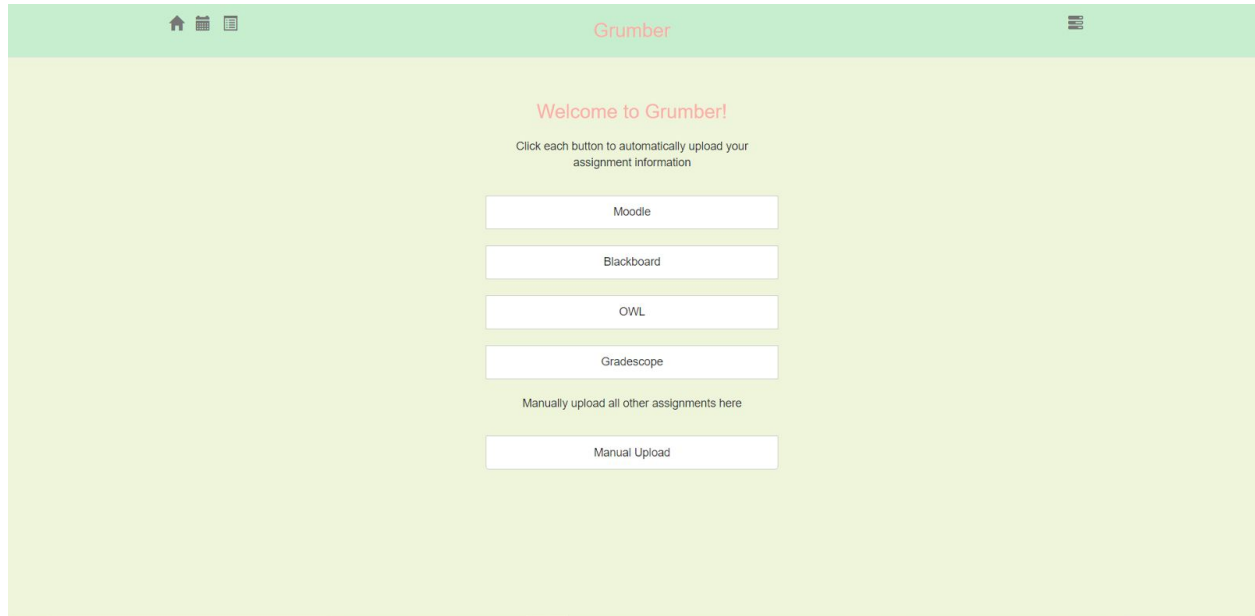 Grumber
Welcome to Grumber!
Click each button to automatically upload your
assignment information
Moodle
Blackboard
OWL
Gradescope
Manually upload all other assignments here
Manual Upload